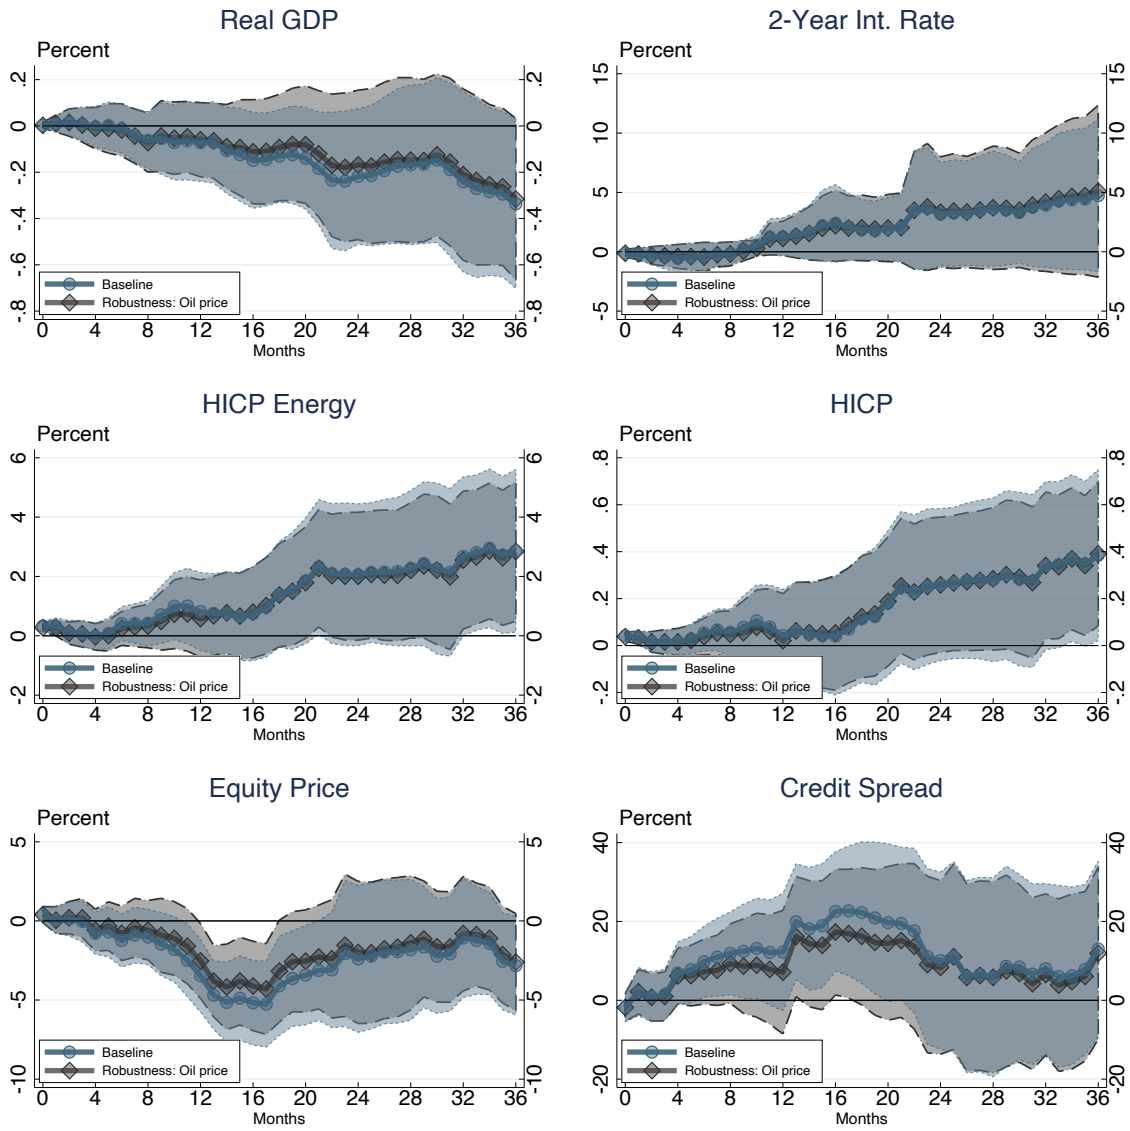 Real GDP
Percent
.2 .2
0 0
-.2 -.2
-.4 -.4
-.6 -.6
-.8 -.8
Baseline
Robustness: Oil price
0 4 8 12 16 20 24 28 32 36
Months
2-Year Int. Rate
Percent
15 15
10 10
5 5
0 0
-5 -5
Baseline
Robustness: Oil price
0 4 8 12 16 20 24 28 32 36
Months
HICP Energy
Percent
6 6
4 4
2 2
0 0
-2 -2
Baseline
Robustness: Oil price
0 4 8 12 16 20 24 28 32 36
Months
HICP
Percent
.8 .8
.6 .6
.4 .4
.2 .2
0 0
-.2 -.2
Baseline
Robustness: Oil price
0 4 8 12 16 20 24 28 32 36
Months
Equity Price
Percent
5 5
0 0
-5 -5
-10 -10
Baseline
Robustness: Oil price
0 4 8 12 16 20 24 28 32 36
Months
Credit Spread
Percent
40 40
20 20
0 0
-20 -20
Baseline
Robustness: Oil price
0 4 8 12 16 20 24 28 32 36
Months